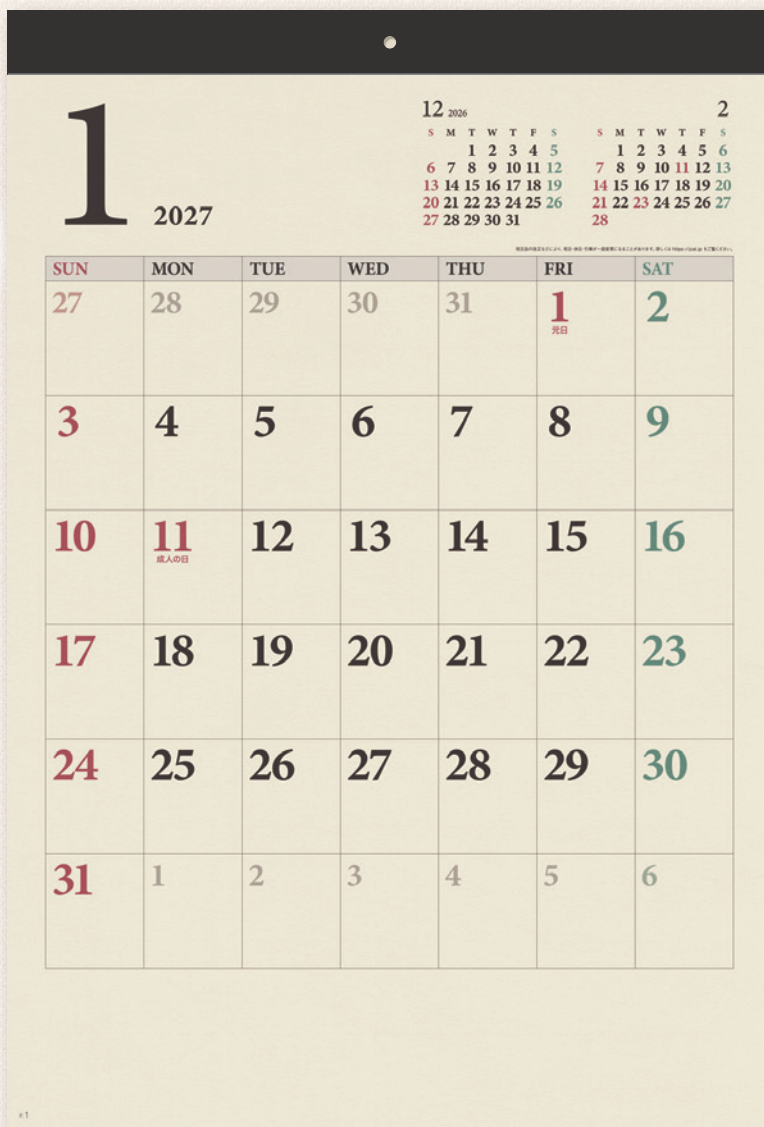 1 2027
12 2026
S M T W T F S
1 2 3 4 5
6 7 8 9 10 11 12
13 14 15 16 17 18 19
20 21 22 23 24 25 26
27 28 29 30 31
2
S M T W T F S
1 2 3 4 5 6
7 8 9 10 11 12 13
14 15 16 17 18 19 20
21 22 23 24 25 26 27
28
SUN MON TUE WED THU FRI SAT
27 28 29 30 31 1 2
元日
3 4 5 6 7 8 9
10 11 12 13 14 15 16
成人の日
17 18 19 20 21 22 23
24 25 26 27 28 29 30
31 1 2 3 4 5 6